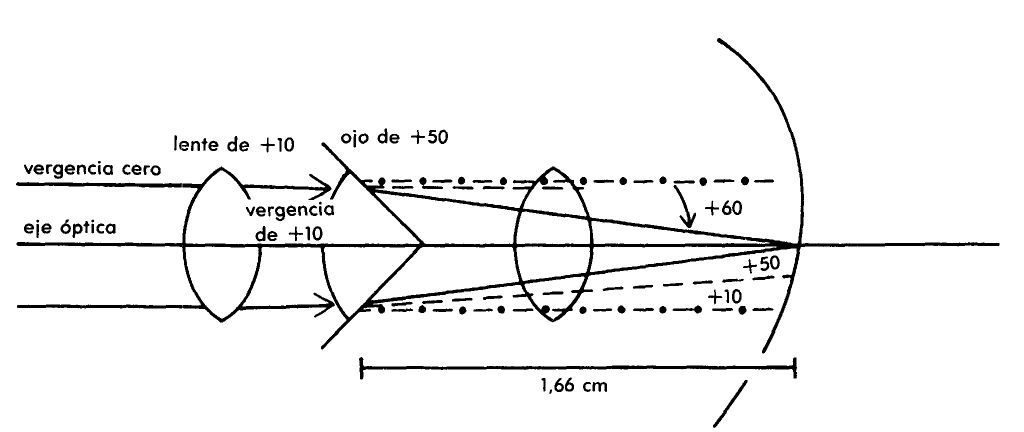 ojo de +50
lente de +10
vergencia cero
vergencia
de +10
+60
eje óptica
+50
+10
1,66 cm